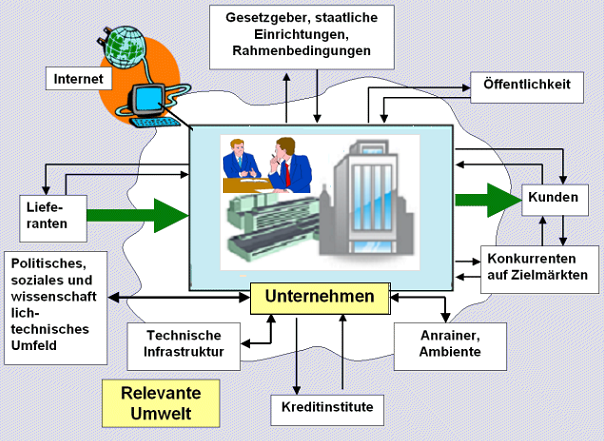 Gesetzgeber, staatliche
Einrichtungen,
Rahmenbedingungen
Internet
Öffentlichkeit
Liefe-
ranten
Kunden
Politisches,
soziales und
wissenschaft
lich-
technisches
Umfeld
Konkurrenten
auf Zielmärkten
Unternehmen
Technische
Infrastruktur
Anrainer,
Ambiente
Relevante
Umwelt
Kreditinstitute